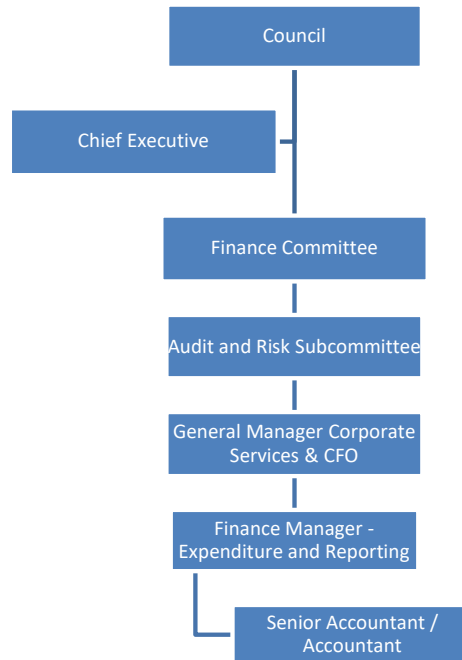 Council
Chief Executive
Finance Committee
Audit and Risk Subcommittee
General Manager Corporate
Services & CFO
Finance Manager -
Expenditure and Reporting
Senior Accountant /
Accountant